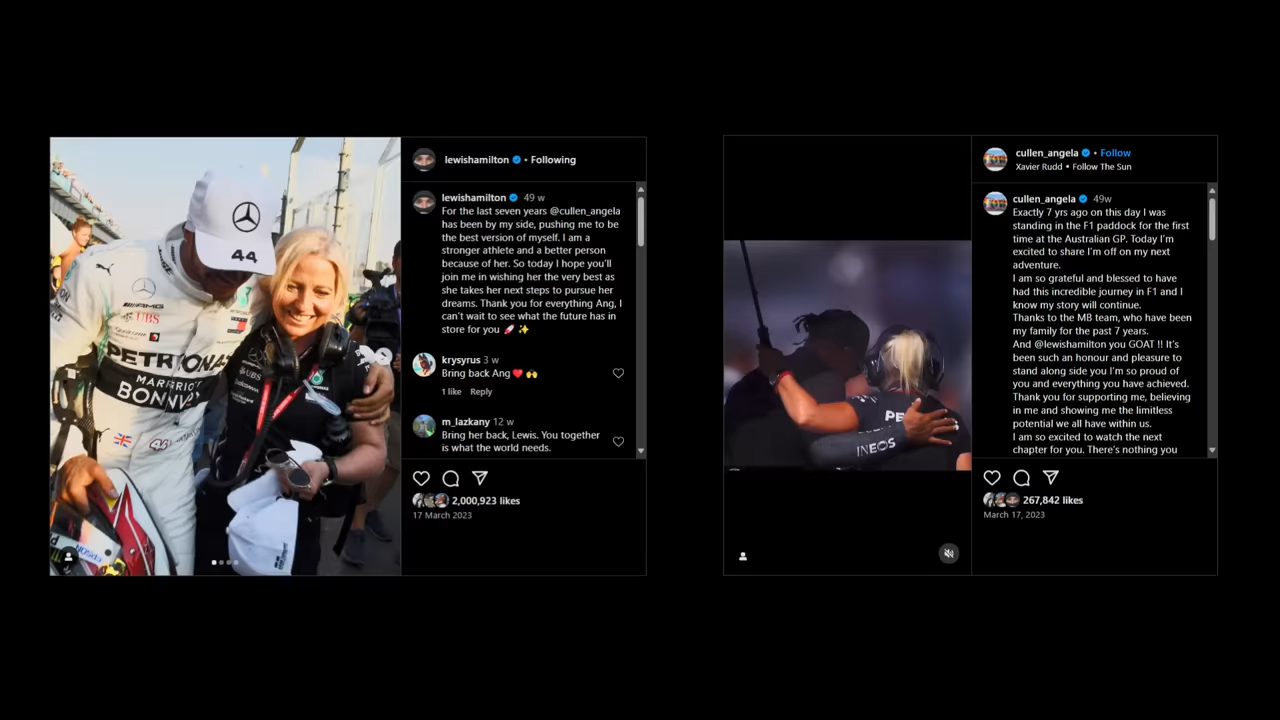 44
AMG
UBS
PETRONAS
MARRIOTT
BONVOY
44
UBS
lewishamilton • Following
lewishamilton 49 w
For the last seven years @cullen_angela
has been by my side, pushing me to be
the best version of myself. I am a
stronger athlete and a better person
because of her. So today I hope you'll
join me in wishing her the very best as
she takes her next steps to pursue her
dreams. Thank you for everything Ang, I
can't wait to see what the future has in
store for you 🚀 ✨
krysyrus 3 w
Bring back Ang ❤️ 🙌
1 like Reply
m_lazkany 12 w
Bring her back, Lewis. You together
is what the world needs.
2,000,923 likes
17 March 2023
PE
INEOS
cullen_angela • Follow
Xavier Rudd • Follow The Sun
cullen_angela 49w
Exactly 7 yrs ago on this day I was
standing in the F1 paddock for the first
time at the Australian GP. Today I'm
excited to share I'm off on my next
adventure.
I am so grateful and blessed to have
had this incredible journey in F1 and I
know my story will continue.
Thanks to the MB team, who have been
my family for the past 7 years.
And @lewishamilton you GOAT !! It's
been such an honour and pleasure to
stand along side you I'm so proud of
you and everything you have achieved.
Thank you for supporting me, believing
in me and showing me the limitless
potential we all have within us.
I am so excited to watch the next
chapter for you. There's nothing you
267,842 likes
March 17, 2023